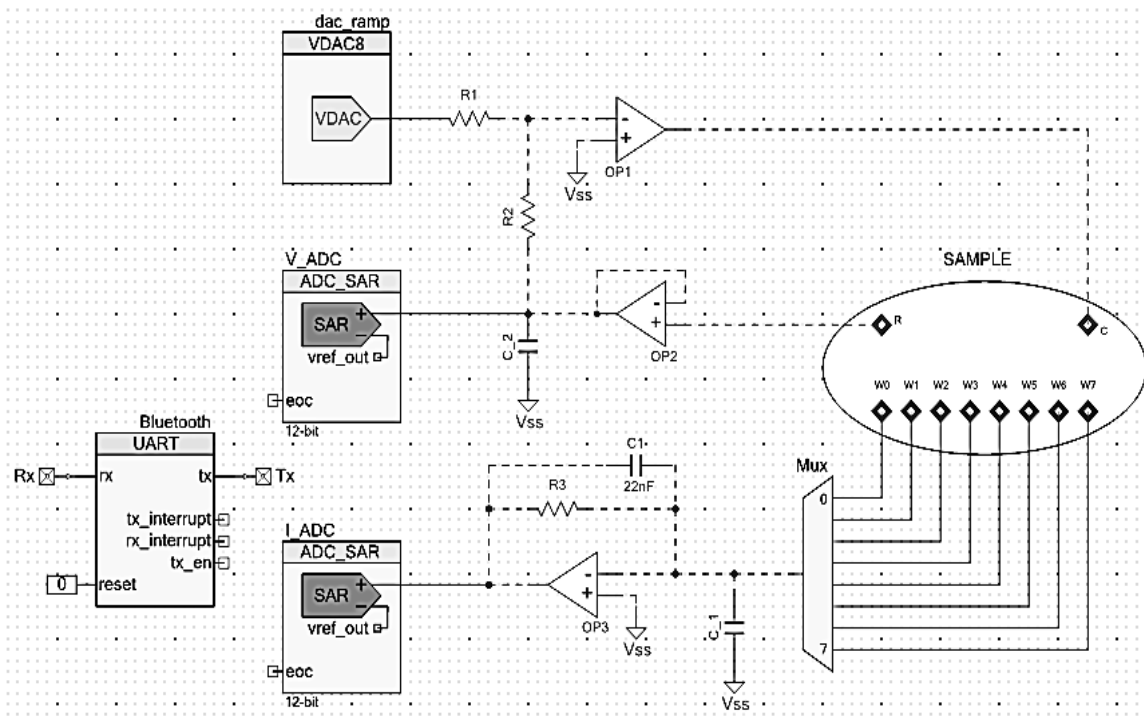 dac_ramp
VDAC8
VDAC
R1
-
+
OP1
Vss
R2
V_ADC
ADC_SAR
SAR
+
-
vref_out
eoc
12-bit
C_2
Vss
-
+
OP2
SAMPLE
R
C
W0 W1 W2 W3 W4 W5 W6 W7
Bluetooth
UART
Rx
rx
tx
Tx
tx_interrupt
rx_interrupt
tx_en
0
reset
C1
22nF
R3
I_ADC
ADC_SAR
SAR
+
-
vref_out
eoc
12-bit
-
+
OP3
Vss
C_1
Vss
Mux
0
7